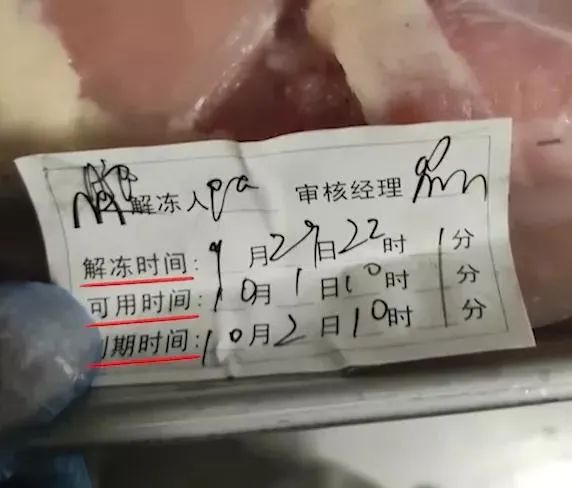 解冻人 审核经理
解冻时间: 9月29日22时 分
可用时间: 10月1日10时 分
到期时间: 10月2日10时 分